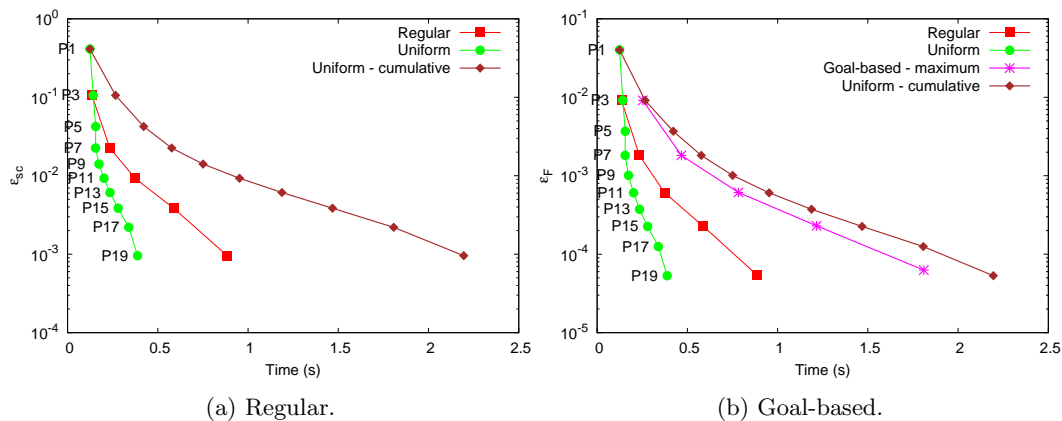 10^0
10^-1
10^-2
10^-3
10^-4
ε_sc
0
0.5
1
1.5
2
2.5
Time (s)
Regular
Uniform
Uniform - cumulative
P1
P3
P5
P7
P9
P11
P13
P15
P17
P19
(a) Regular.
10^-1
10^-2
10^-3
10^-4
10^-5
ε_F
0
0.5
1
1.5
2
2.5
Time (s)
Regular
Uniform
Goal-based - maximum
Uniform - cumulative
P1
P3
P5
P7
P9
P11
P13
P15
P17
P19
(b) Goal-based.